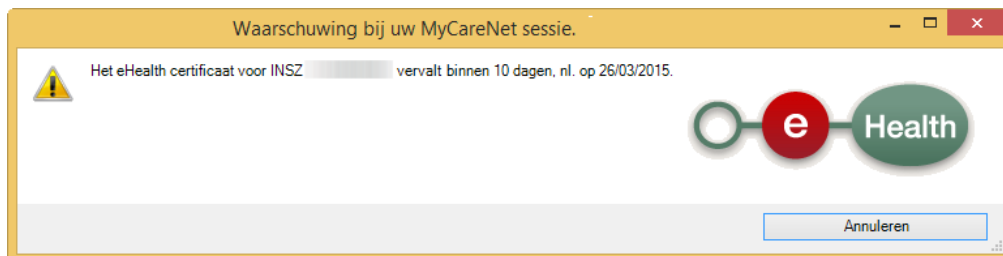 Waarschuwing bij uw MyCareNet sessie.
Het eHealth certificaat voor INSZ vervalt binnen 10 dagen, nl. op 26/03/2015.
e Health
Annuleren